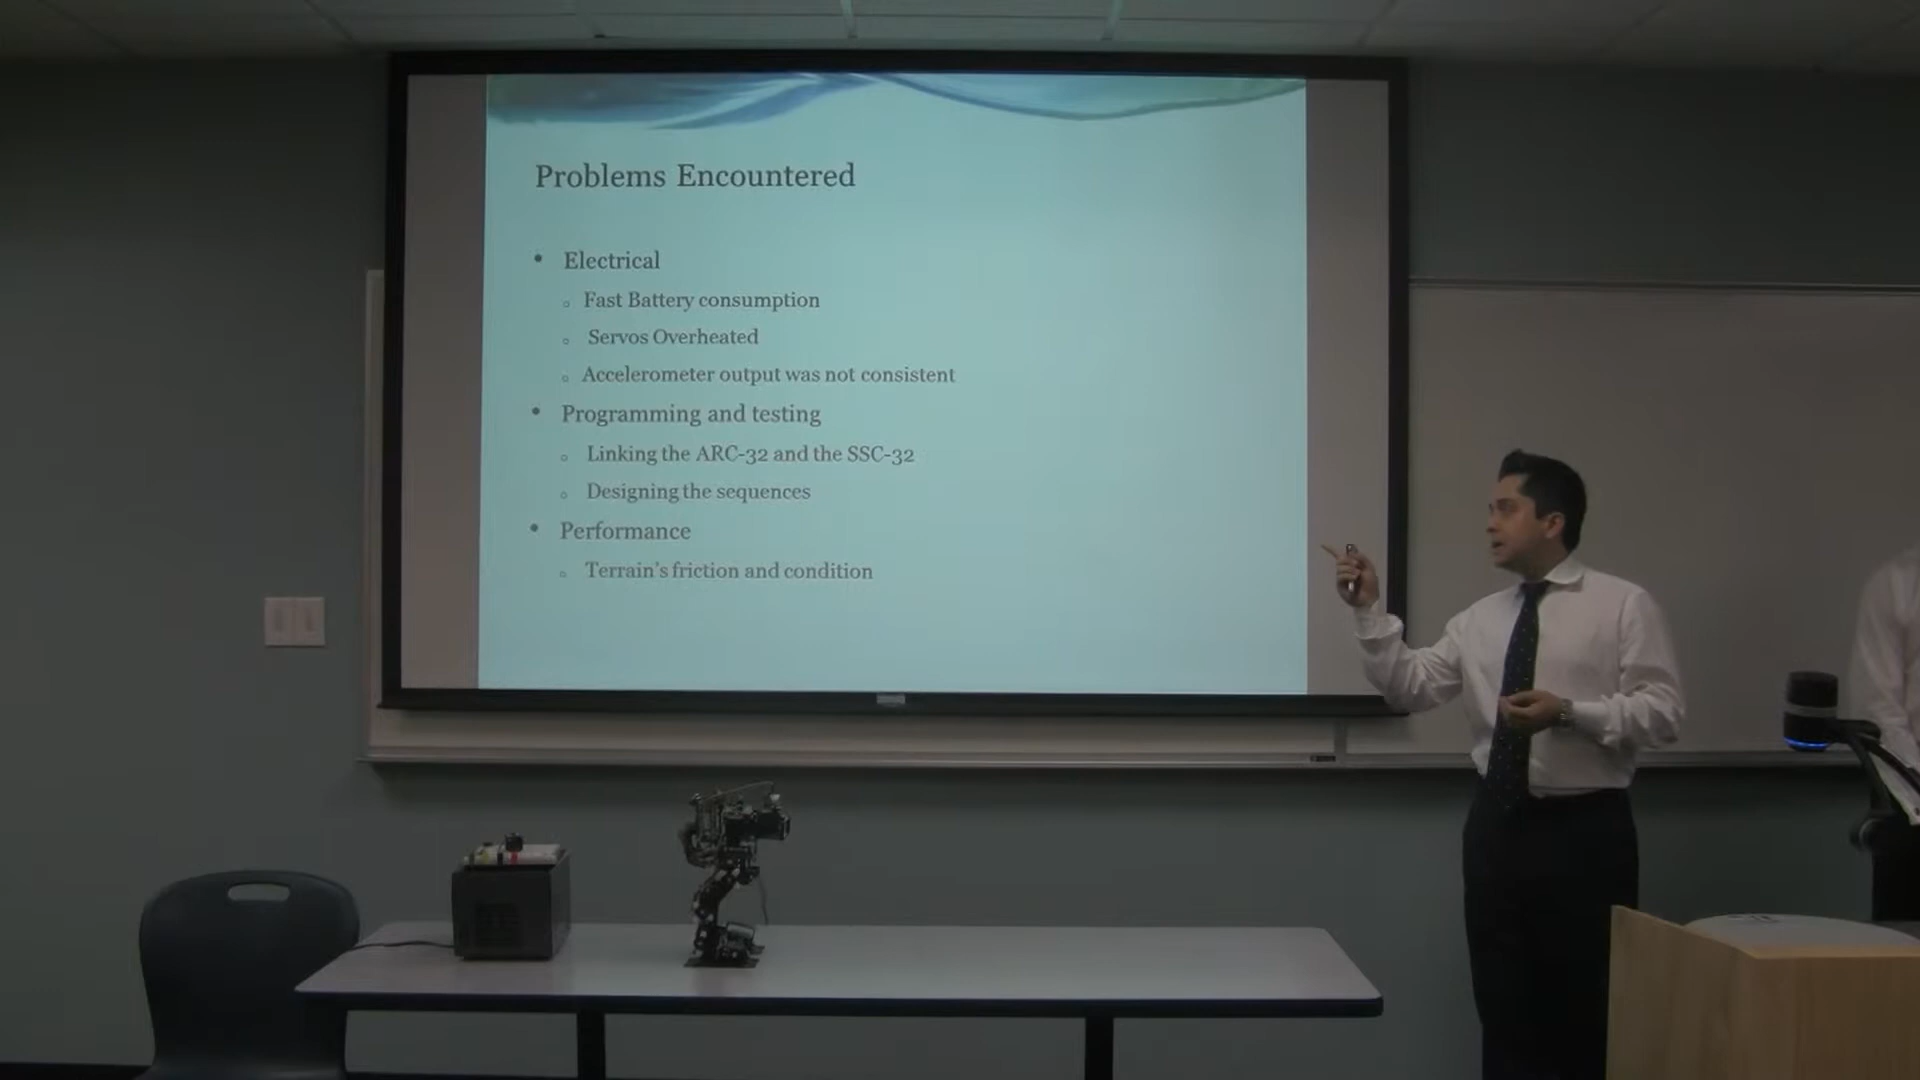 Problems Encountered
Electrical
Fast Battery consumption
Servos Overheated
Accelerometer output was not consistent
Programming and testing
Linking the ARC-32 and the SSC-32
Designing the sequences
Performance
Terrain's friction and condition